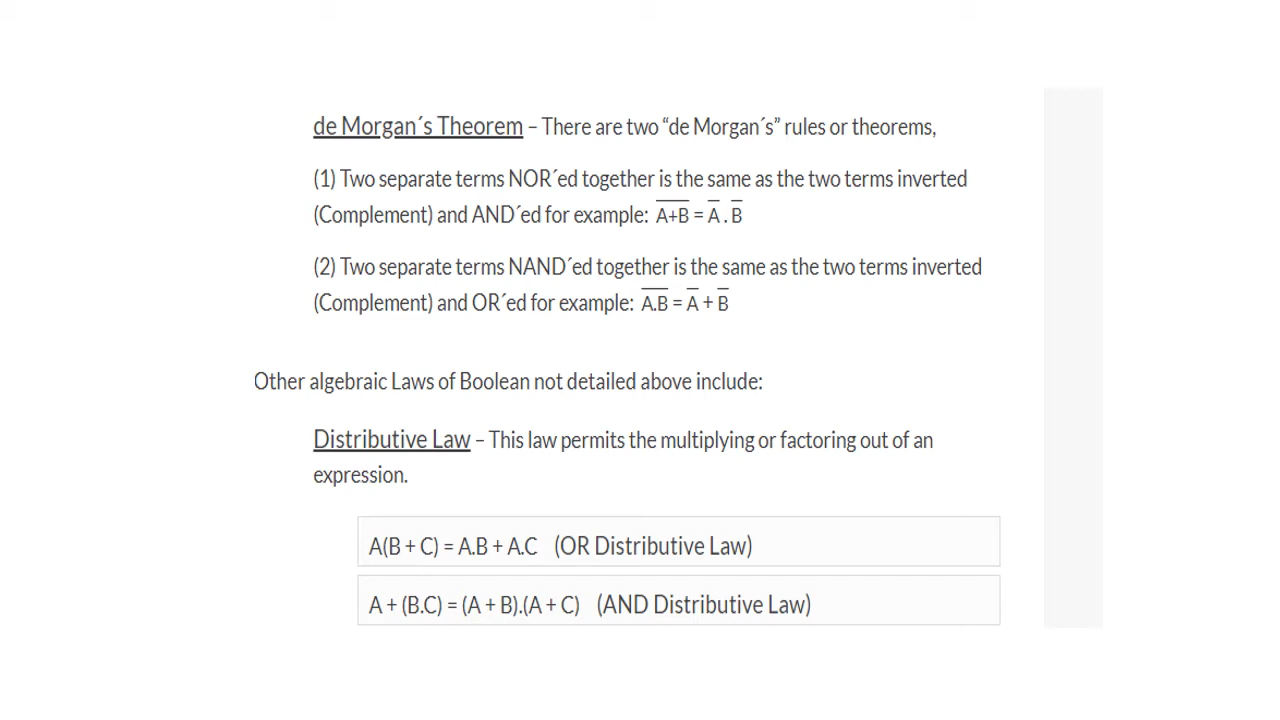 de Morgan´s Theorem – There are two “de Morgan´s” rules or theorems,
(1) Two separate terms NOR´ed together is the same as the two terms inverted
(Complement) and AND´ed for example: A̅+̅B̅ = A̅ . B̅
(2) Two separate terms NAND´ed together is the same as the two terms inverted
(Complement) and OR´ed for example: A̅.̅B̅ = A̅ + B̅
Other algebraic Laws of Boolean not detailed above include:
Distributive Law – This law permits the multiplying or factoring out of an
expression.
A(B + C) = A.B + A.C (OR Distributive Law)
A + (B.C) = (A + B).(A + C) (AND Distributive Law)